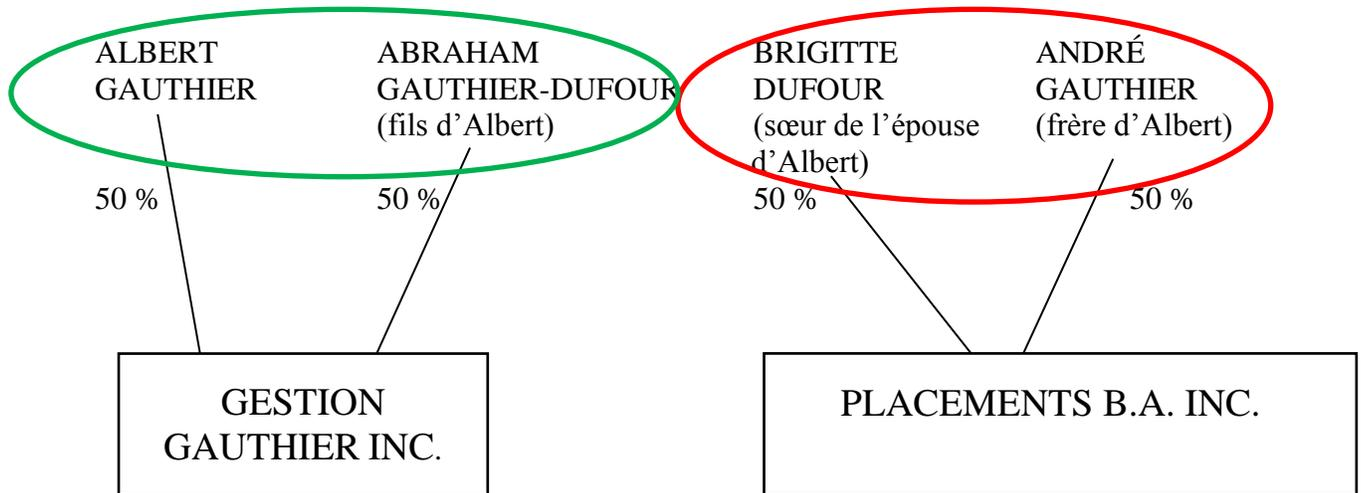 ALBERT
GAUTHIER
ABRAHAM
GAUTHIER-DUFOUR
(fils d’Albert)
BRIGITTE
DUFOUR
(sœur de l’épouse
d’Albert)
ANDRÉ
GAUTHIER
(frère d’Albert)
50 %
50 %
50 %
50 %
GESTION
GAUTHIER INC.
PLACEMENTS B.A. INC.